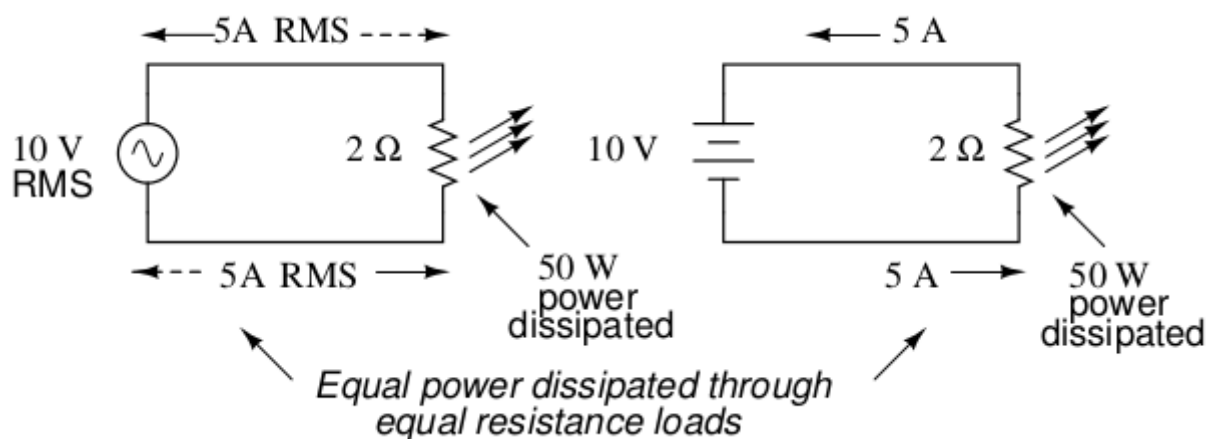 5A RMS
5 A
10 V
RMS
2 Ω
10 V
2 Ω
5A RMS
50 W
power
dissipated
5 A
50 W
power
dissipated
Equal power dissipated through
equal resistance loads